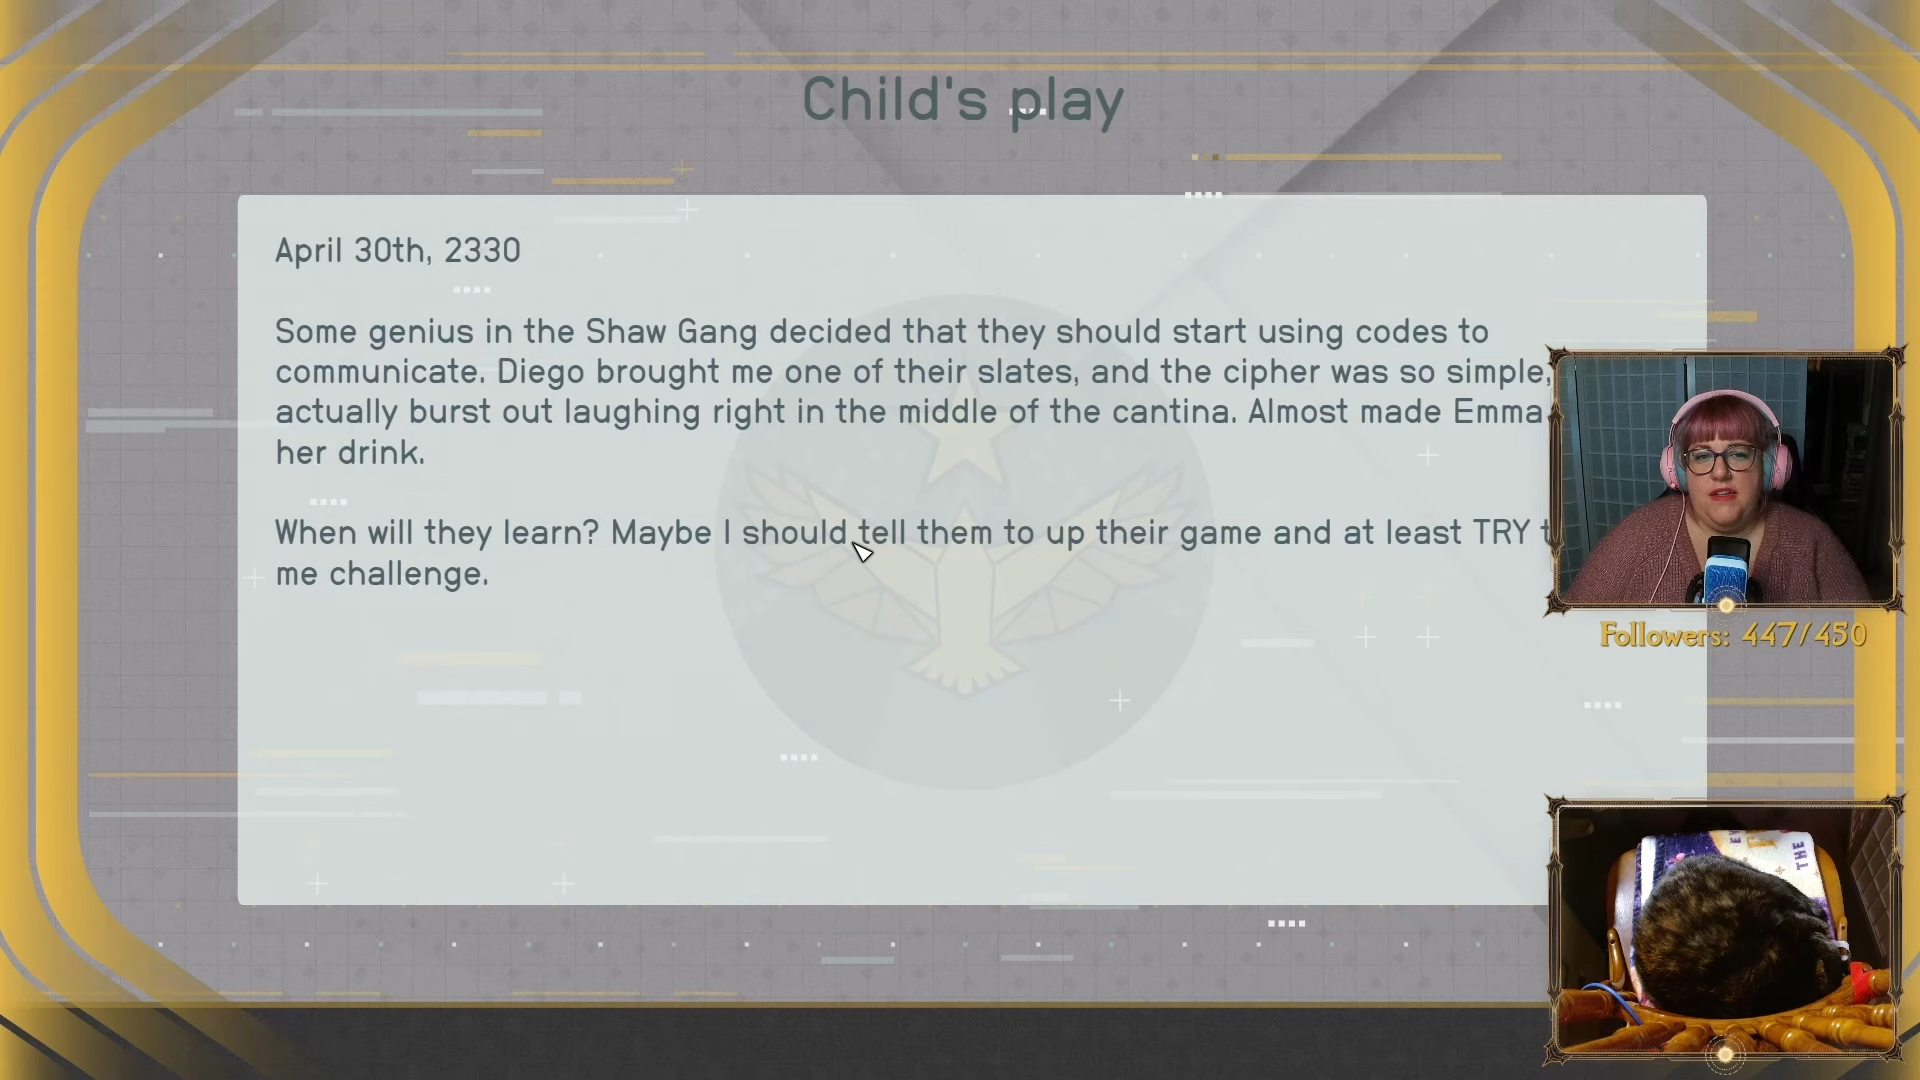 Child's play
April 30th, 2330
Some genius in the Shaw Gang decided that they should start using codes to
communicate. Diego brought me one of their slates, and the cipher was so simple,
actually burst out laughing right in the middle of the cantina. Almost made Emma
her drink.
When will they learn? Maybe I should tell them to up their game and at least TRY
me challenge.
Followers: 447/450
THE